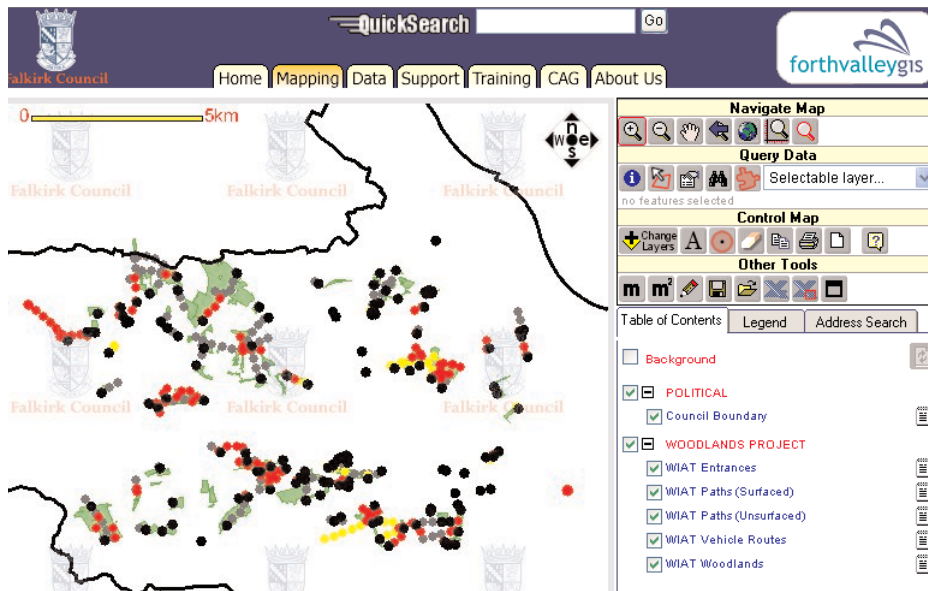 QuickSearch Go
Falkirk Council
forthvalleygis
Home Mapping Data Support Training CAG About Us
0 5km
n
w e
s
Falkirk Council Falkirk Council Falkirk Council
Falkirk Council Falkirk Council Falkirk Council
Navigate Map
Query Data
Selectable layer...
no features selected
Control Map
Change
Layers A ?
Other Tools
m m²
Table of Contents Legend Address Search
Background
POLITICAL
Council Boundary
WOODLANDS PROJECT
WIAT Entrances
WIAT Paths (Surfaced)
WIAT Paths (Unsurfaced)
WIAT Vehicle Routes
WIAT Woodlands